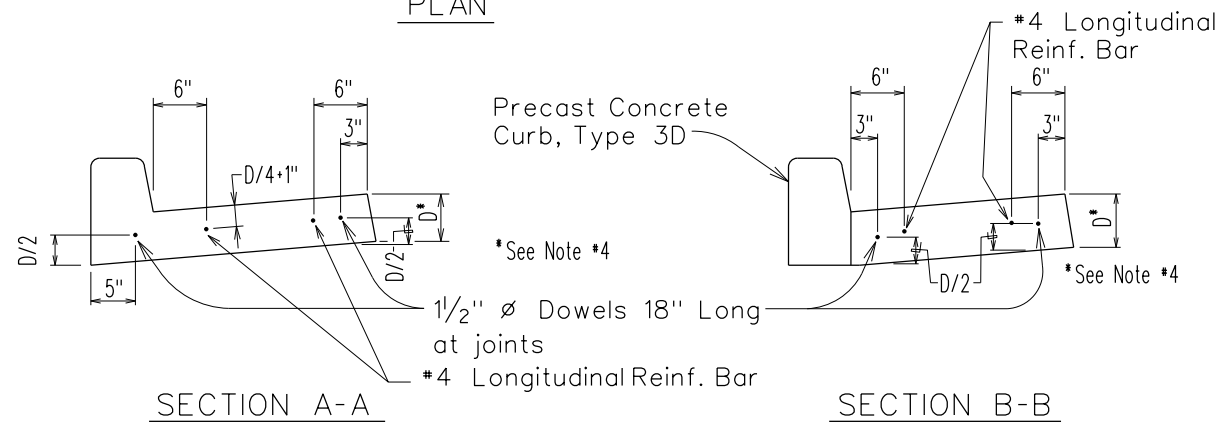 PLAN
#4 Longitudinal
Reinf. Bar
6"
6"
3"
D/4+1"
D/2
5"
D*
D/2
*See Note #4
SECTION A-A
Precast Concrete
Curb, Type 3D
1 1/2" ø Dowels 18" Long
at joints
#4 Longitudinal Reinf. Bar
6"
3"
6"
3"
D*
D/2
*See Note #4
SECTION B-B